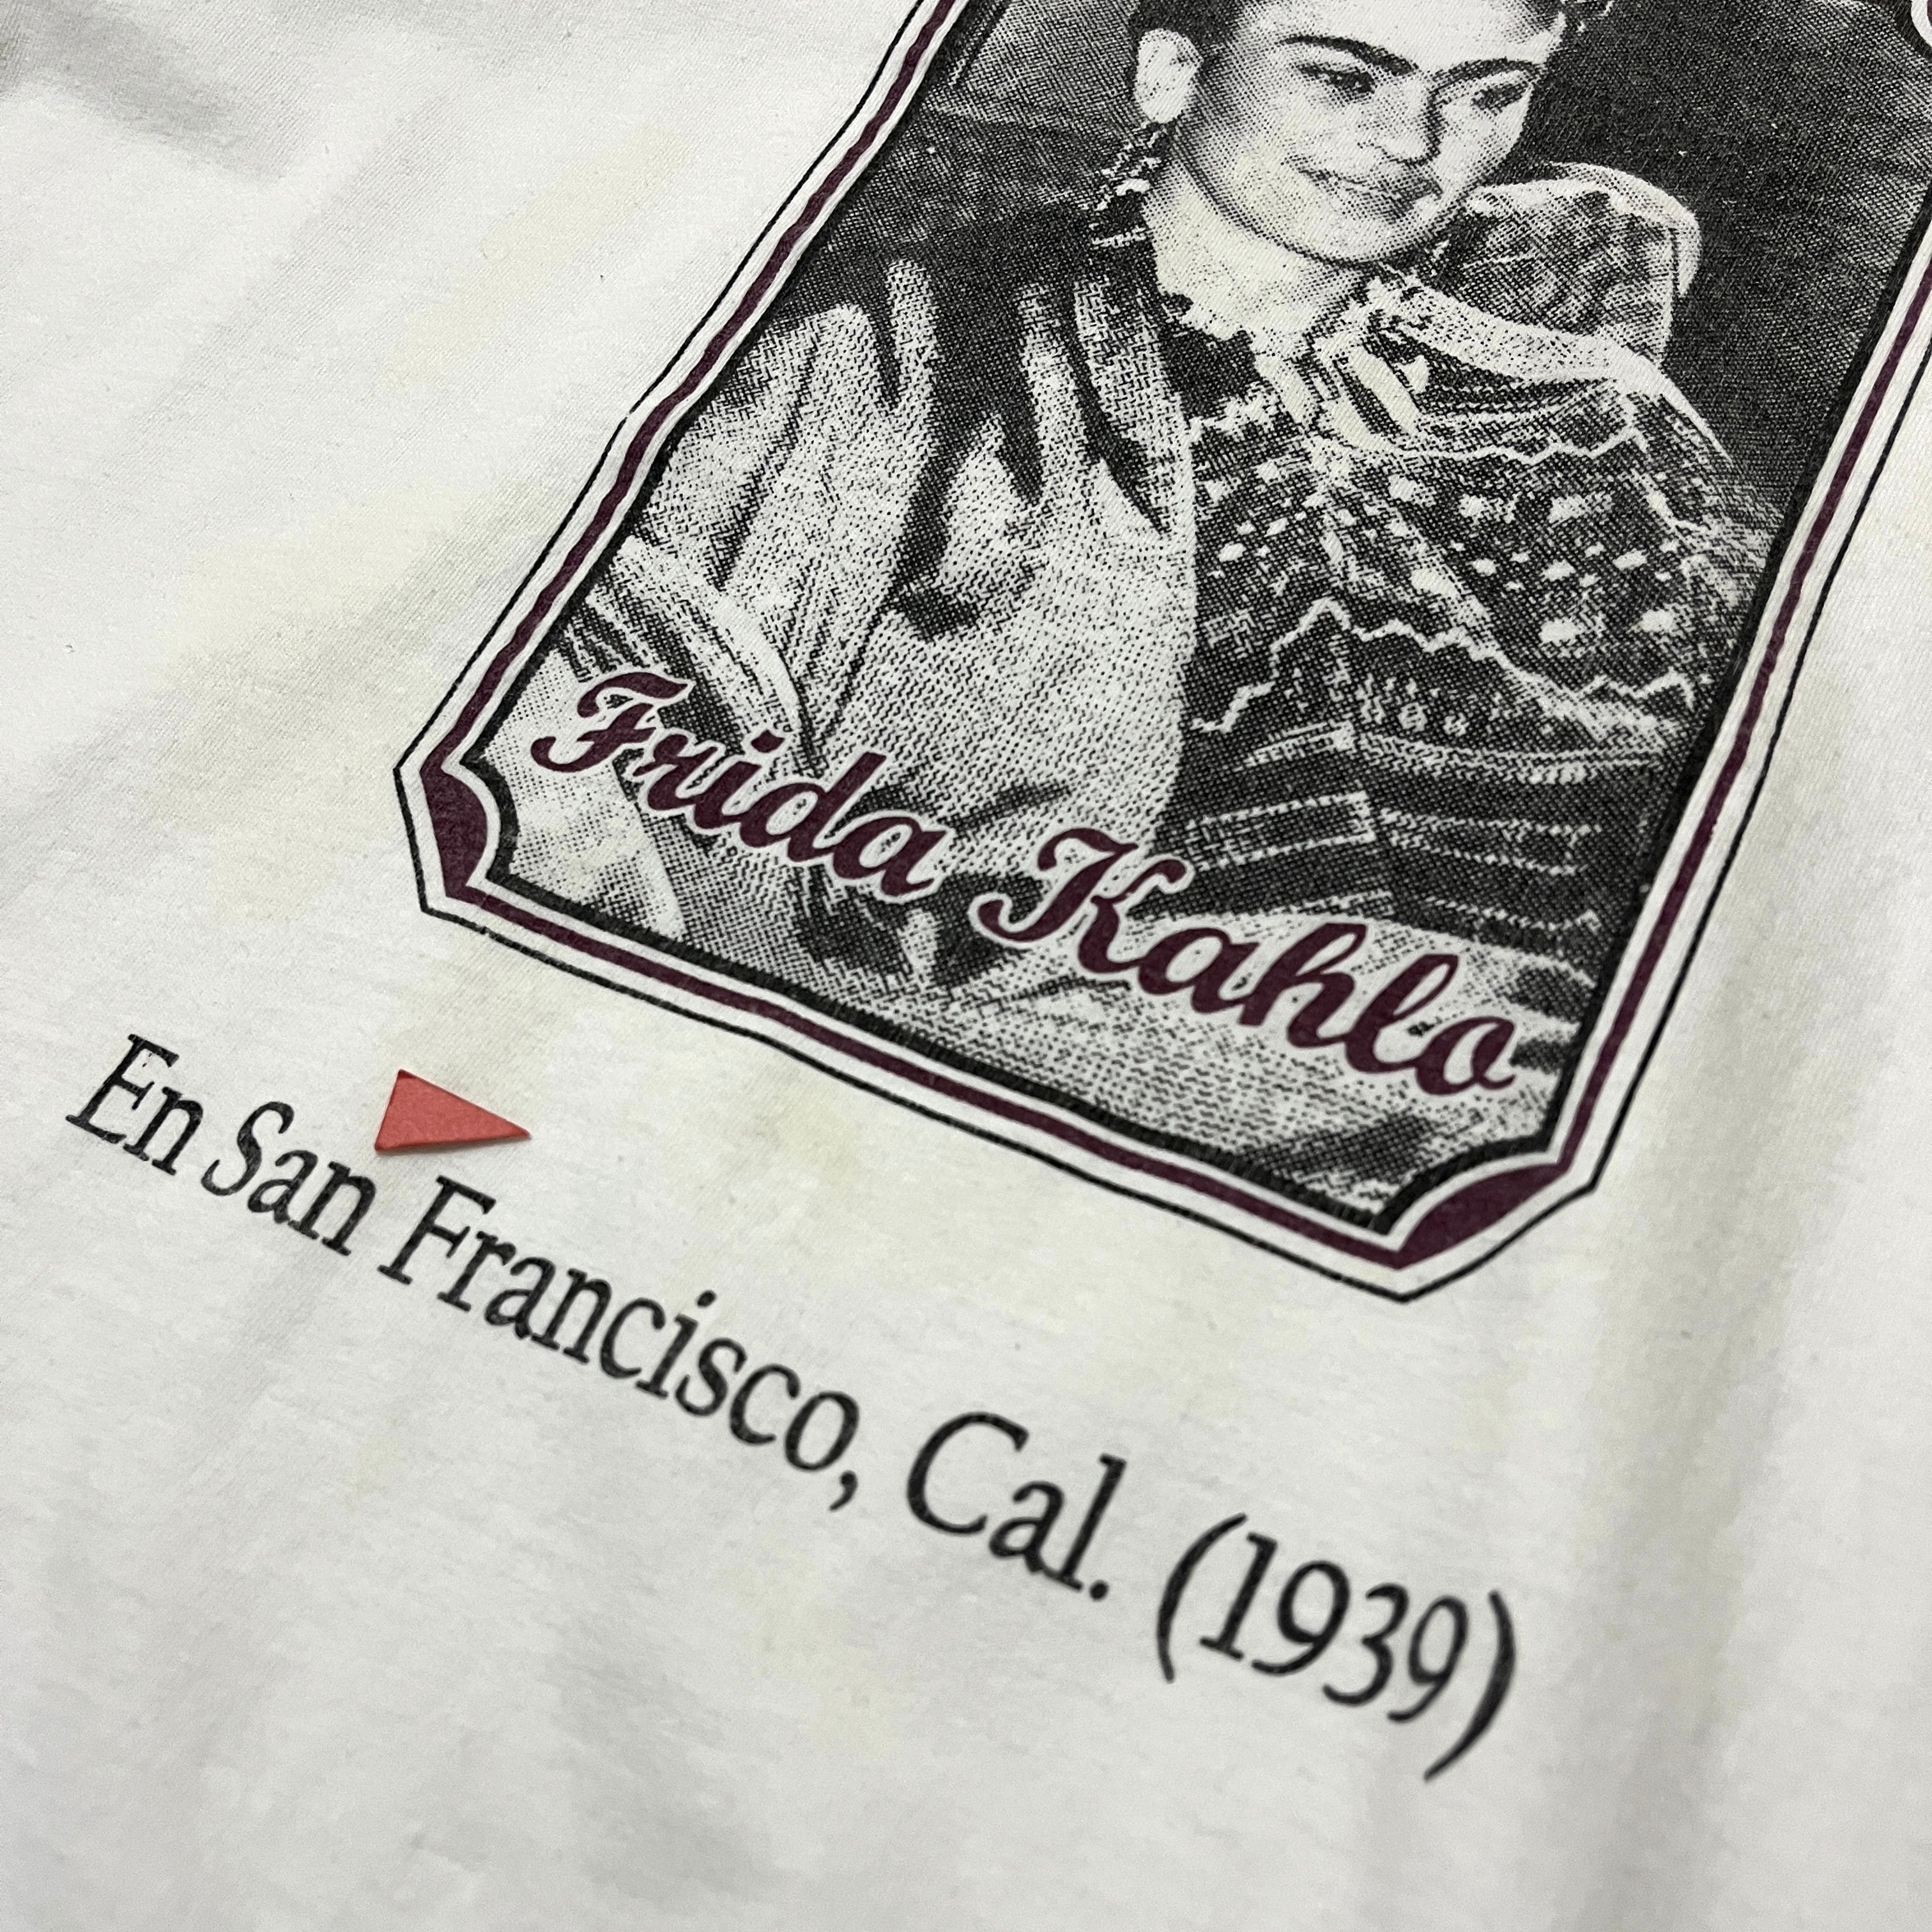 Frida Kahlo
En San Francisco, Cal. (1939)